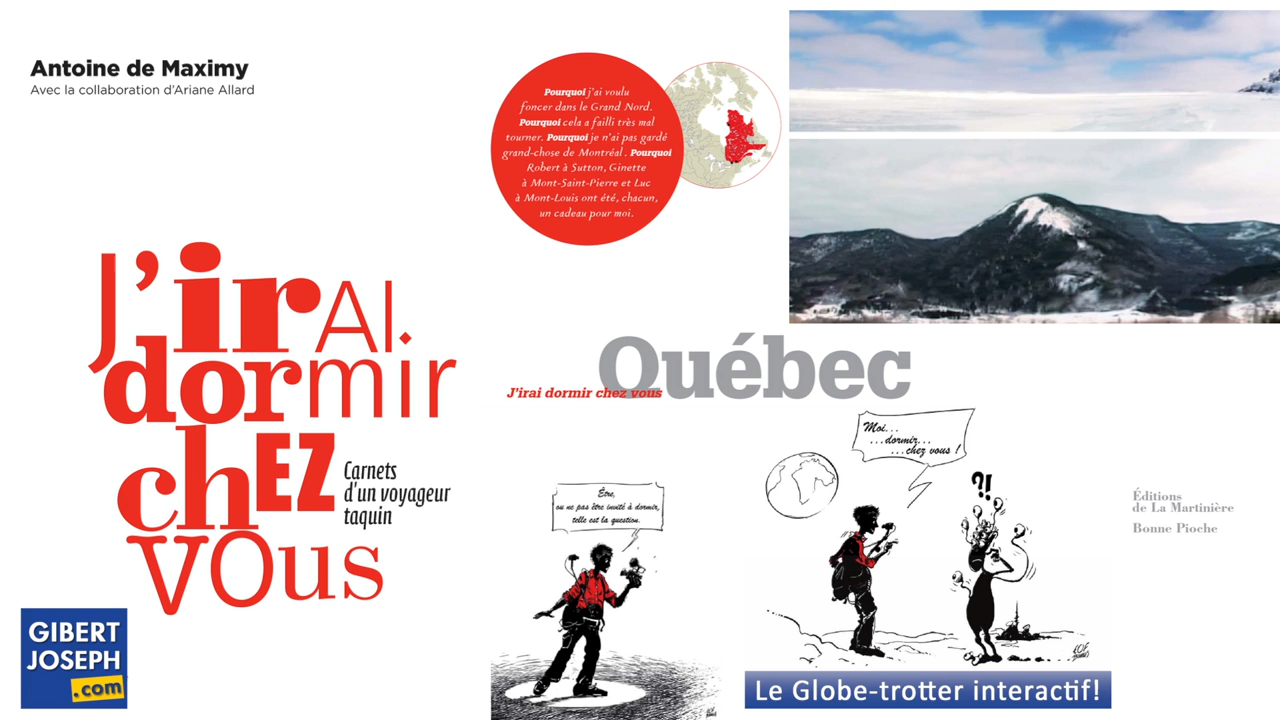 Antoine de Maximy
Avec la collaboration d'Ariane Allard
J'irAI
dormir
chEZ
vous
Carnets
d'un voyageur
taquin
GIBERT
JOSEPH
.com
Pourquoi j'ai voulu
foncer dans le Grand Nord.
Pourquoi cela a failli très mal
tourner. Pourquoi je n'ai pas gardé
grand-chose de Montréal. Pourquoi
Robert à Sutton, Ginette
à Mont-Saint-Pierre et Luc
à Mont-Louis ont été, chacun,
un cadeau pour moi.
Québec
J'irai dormir chez vous
Être,
ou ne pas être invité à dormir,
telle est la question.
Moi...
...dormir...
...chez vous !
?!
Le Globe-trotter interactif!
Éditions
de La Martinière
Bonne Pioche